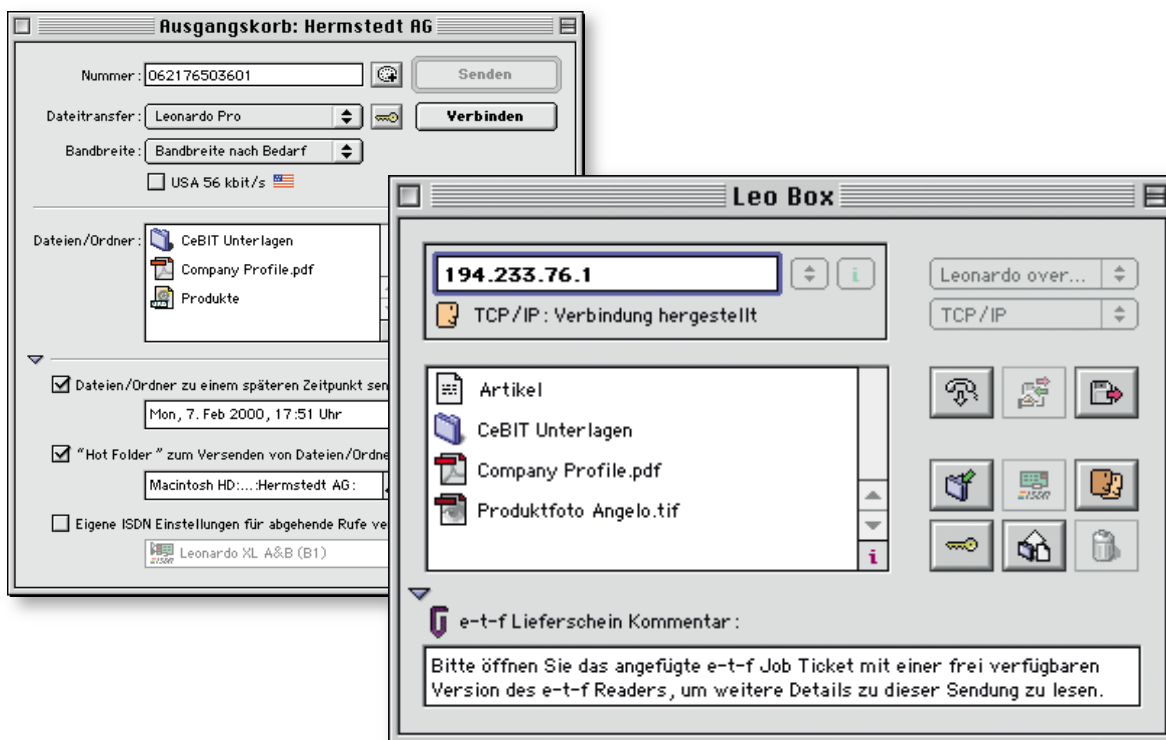 Ausgangskorb: Hermstedt AG
Nummer: 062176503601
Senden
Dateitransfer: Leonardo Pro
Verbinden
Bandbreite: Bandbreite nach Bedarf
USA 56 kbit/s
Dateien/Ordner:
CeBIT Unterlagen
Company Profile.pdf
Produkte
Dateien/Ordner zu einem späteren Zeitpunkt sen
Mon, 7. Feb 2000, 17:51 Uhr
"Hot Folder" zum Versenden von Dateien/Ordne
Macintosh HD:...:Hermstedt AG:
Eigene ISDN Einstellungen für abgehende Rufe ve
Leonardo XL A&B (B1)
Leo Box
194.233.76.1
Leonardo over...
TCP/IP: Verbindung hergestellt
TCP/IP
Artikel
CeBIT Unterlagen
Company Profile.pdf
Produktfoto Angelo.tif
ISDN
e-t-f Lieferschein Kommentar:
Bitte öffnen Sie das angefügte e-t-f Job Ticket mit einer frei verfügbaren
Version des e-t-f Readers, um weitere Details zu dieser Sendung zu lesen.